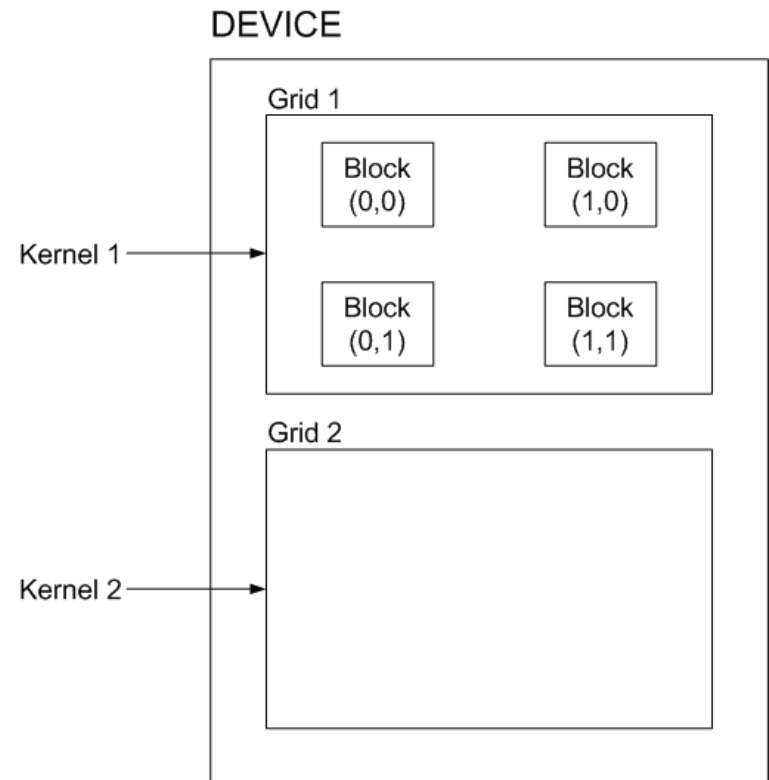 DEVICE
Grid 1
Block
(0,0)
Block
(1,0)
Kernel 1
Block
(0,1)
Block
(1,1)
Grid 2
Kernel 2